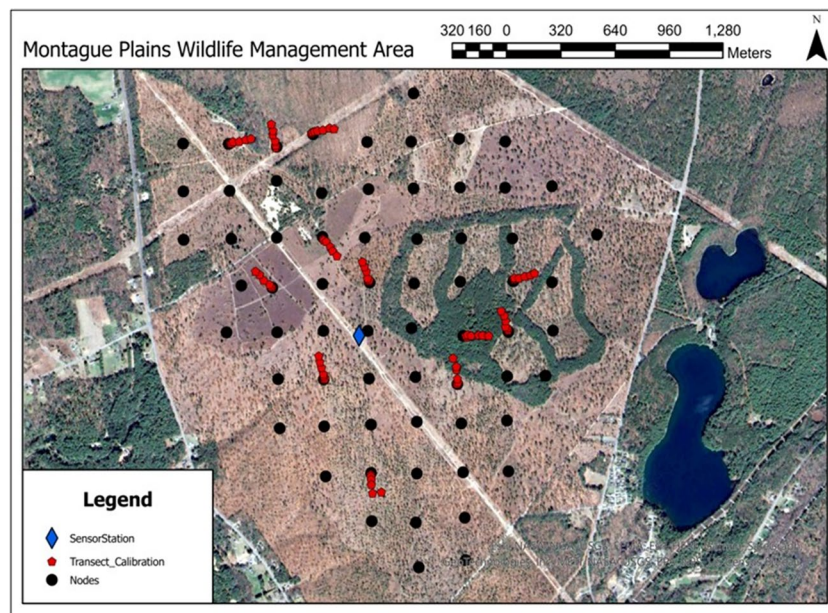 N
320 160 0 320 640 960 1,280
Montague Plains Wildlife Management Area
Meters
Legend
SensorStation
Transect_Calibration
Nodes